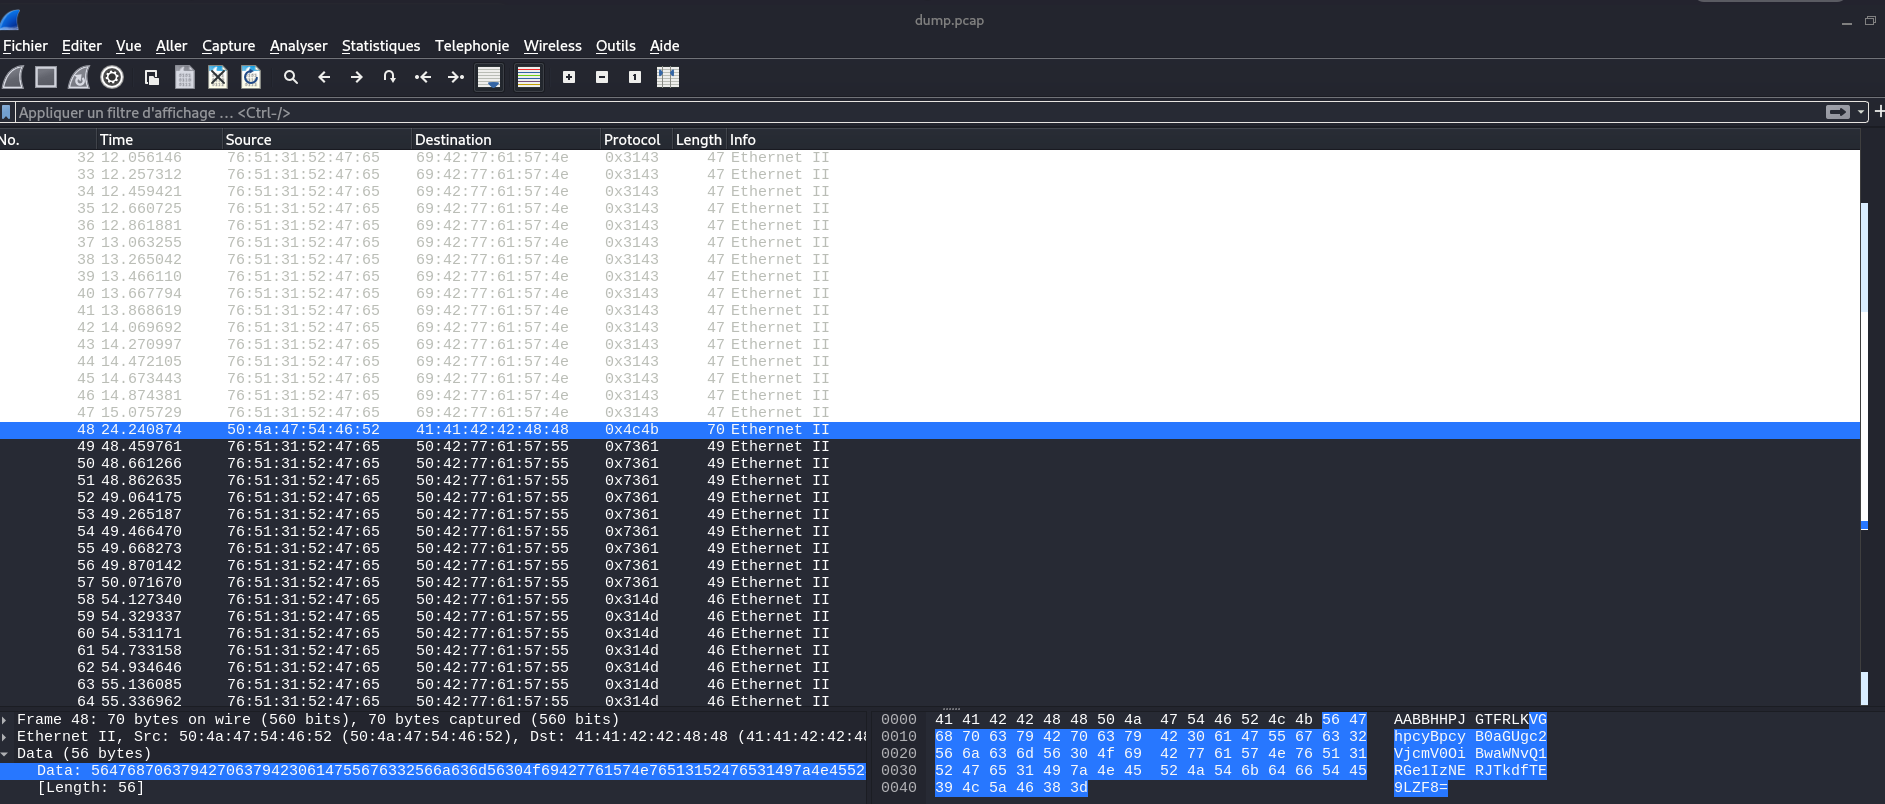 dump.pcap
Fichier Editer Vue Aller Capture Analyser Statistiques Telephonie Wireless Outils Aide
Appliquer un filtre d'affichage … <Ctrl-/>
No. Time Source Destination Protocol Length Info
32 12.056146 76:51:31:52:47:65 69:42:77:61:57:4e 0x3143 47 Ethernet II
33 12.257312 76:51:31:52:47:65 69:42:77:61:57:4e 0x3143 47 Ethernet II
34 12.459421 76:51:31:52:47:65 69:42:77:61:57:4e 0x3143 47 Ethernet II
35 12.660725 76:51:31:52:47:65 69:42:77:61:57:4e 0x3143 47 Ethernet II
36 12.861881 76:51:31:52:47:65 69:42:77:61:57:4e 0x3143 47 Ethernet II
37 13.063255 76:51:31:52:47:65 69:42:77:61:57:4e 0x3143 47 Ethernet II
38 13.265042 76:51:31:52:47:65 69:42:77:61:57:4e 0x3143 47 Ethernet II
39 13.466110 76:51:31:52:47:65 69:42:77:61:57:4e 0x3143 47 Ethernet II
40 13.667794 76:51:31:52:47:65 69:42:77:61:57:4e 0x3143 47 Ethernet II
41 13.868619 76:51:31:52:47:65 69:42:77:61:57:4e 0x3143 47 Ethernet II
42 14.069692 76:51:31:52:47:65 69:42:77:61:57:4e 0x3143 47 Ethernet II
43 14.270997 76:51:31:52:47:65 69:42:77:61:57:4e 0x3143 47 Ethernet II
44 14.472105 76:51:31:52:47:65 69:42:77:61:57:4e 0x3143 47 Ethernet II
45 14.673443 76:51:31:52:47:65 69:42:77:61:57:4e 0x3143 47 Ethernet II
46 14.874381 76:51:31:52:47:65 69:42:77:61:57:4e 0x3143 47 Ethernet II
47 15.075729 76:51:31:52:47:65 69:42:77:61:57:4e 0x3143 47 Ethernet II
48 24.240874 50:4a:47:54:46:52 41:41:42:42:48:48 0x4c4b 70 Ethernet II
49 48.459761 76:51:31:52:47:65 50:42:77:61:57:55 0x7361 49 Ethernet II
50 48.661266 76:51:31:52:47:65 50:42:77:61:57:55 0x7361 49 Ethernet II
51 48.862635 76:51:31:52:47:65 50:42:77:61:57:55 0x7361 49 Ethernet II
52 49.064175 76:51:31:52:47:65 50:42:77:61:57:55 0x7361 49 Ethernet II
53 49.265187 76:51:31:52:47:65 50:42:77:61:57:55 0x7361 49 Ethernet II
54 49.466470 76:51:31:52:47:65 50:42:77:61:57:55 0x7361 49 Ethernet II
55 49.668273 76:51:31:52:47:65 50:42:77:61:57:55 0x7361 49 Ethernet II
56 49.870142 76:51:31:52:47:65 50:42:77:61:57:55 0x7361 49 Ethernet II
57 50.071670 76:51:31:52:47:65 50:42:77:61:57:55 0x7361 49 Ethernet II
58 54.127340 76:51:31:52:47:65 50:42:77:61:57:55 0x314d 46 Ethernet II
59 54.329337 76:51:31:52:47:65 50:42:77:61:57:55 0x314d 46 Ethernet II
60 54.531171 76:51:31:52:47:65 50:42:77:61:57:55 0x314d 46 Ethernet II
61 54.733158 76:51:31:52:47:65 50:42:77:61:57:55 0x314d 46 Ethernet II
62 54.934646 76:51:31:52:47:65 50:42:77:61:57:55 0x314d 46 Ethernet II
63 55.136085 76:51:31:52:47:65 50:42:77:61:57:55 0x314d 46 Ethernet II
64 55.336962 76:51:31:52:47:65 50:42:77:61:57:55 0x314d 46 Ethernet II
Frame 48: 70 bytes on wire (560 bits), 70 bytes captured (560 bits)
Ethernet II, Src: 50:4a:47:54:46:52 (50:4a:47:54:46:52), Dst: 41:41:42:42:48:48 (41:41:42:42:48
Data (56 bytes)
Data: 564768706379427063794230614755676332566a636d56304f69427761574e76513152476531497a4e4552
[Length: 56]
0000 41 41 42 42 48 48 50 4a 47 54 46 52 4c 4b 56 47 AABBHHPJ GTFRLKVG
0010 68 70 63 79 42 70 63 79 42 30 61 47 55 67 63 32 hpcyBpcy B0aGUgc2
0020 56 6a 63 6d 56 30 4f 69 42 77 61 57 4e 76 51 31 VjcmV0Oi BwaWNvQ1
0030 52 47 65 31 49 7a 4e 45 52 4a 54 6b 64 66 54 45 RGe1IzNE RJTkdfTE
0040 39 4c 5a 46 38 3d 9LZF8=